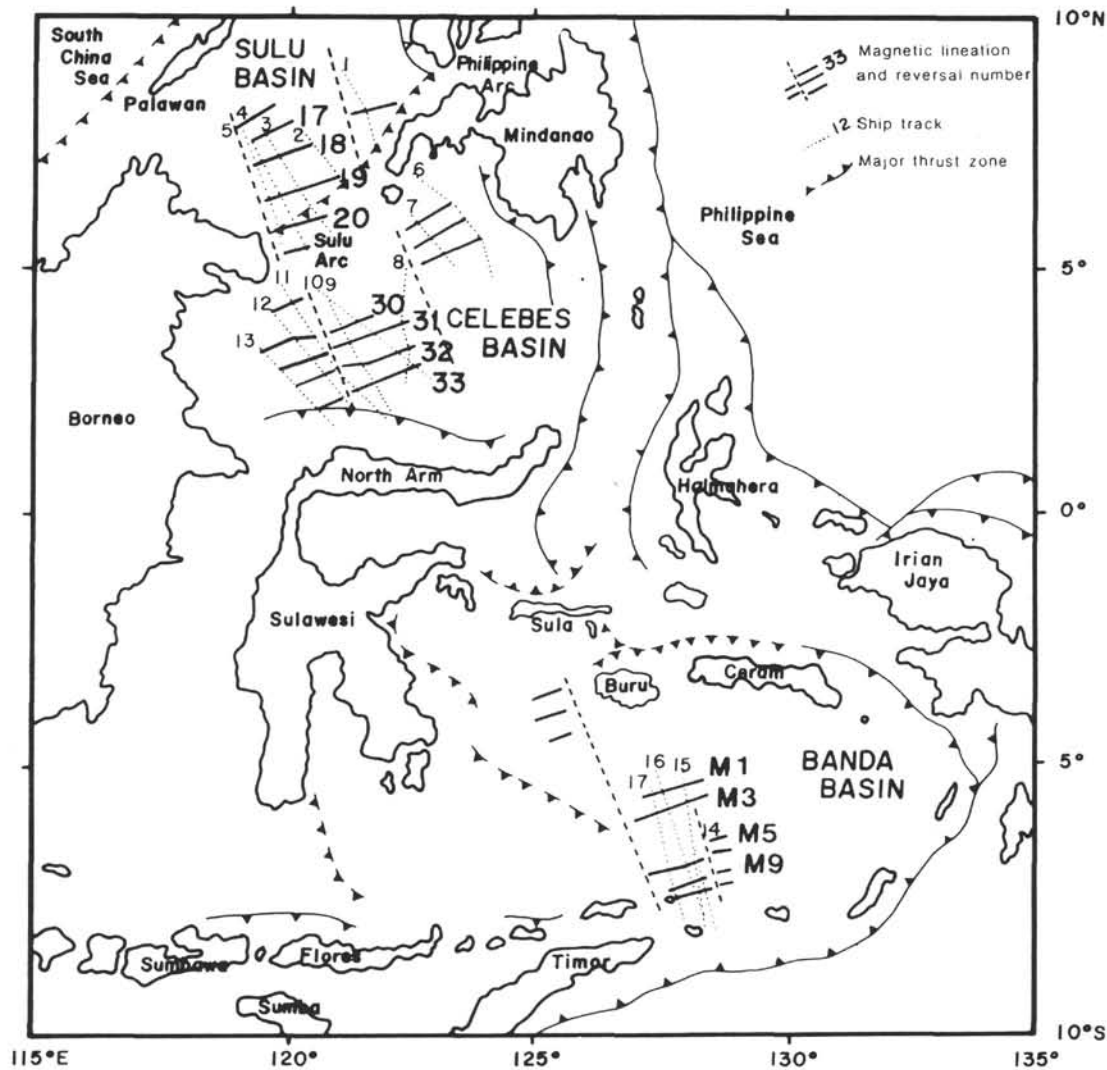 10°N
South
China
Sea
SULU
BASIN
Philippine
Arc
33 Magnetic lineation
and reversal number
Palawan
1
4
5
3
17
2
18
Mindanao
12 Ship track
Major thrust zone
19
6
7
20
Sulu
Arc
8
Philippine
Sea
5°
11
10
9
12
30
13
31
CELEBES
BASIN
32
33
Borneo
North Arm
Halmahera
0°
Irian
Jaya
Sulawesi
Sula
Buru
Ceram
16
15
17
M1
M3
14
M5
M9
BANDA
BASIN
5°
Sumbawa
Flores
Timor
Sumba
10°S
115°E
120°
125°
130°
135°